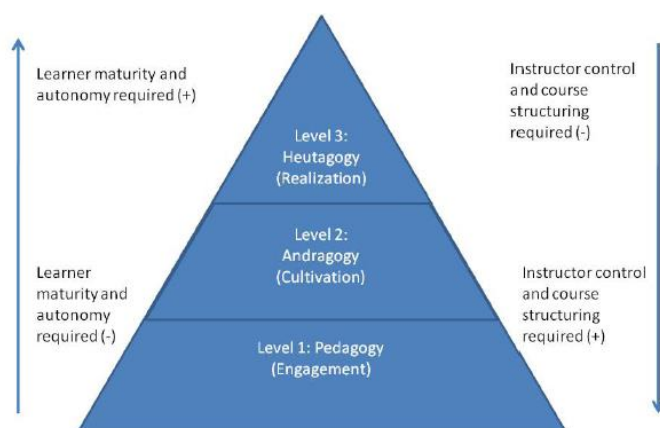 Learner maturity and
autonomy required (+)
Instructor control
and course
structuring
required (-)
Level 3:
Heutagogy
(Realization)
Level 2:
Andragogy
(Cultivation)
Learner
maturity and
autonomy
required (-)
Instructor control
and course
structuring
required (+)
Level 1: Pedagogy
(Engagement)